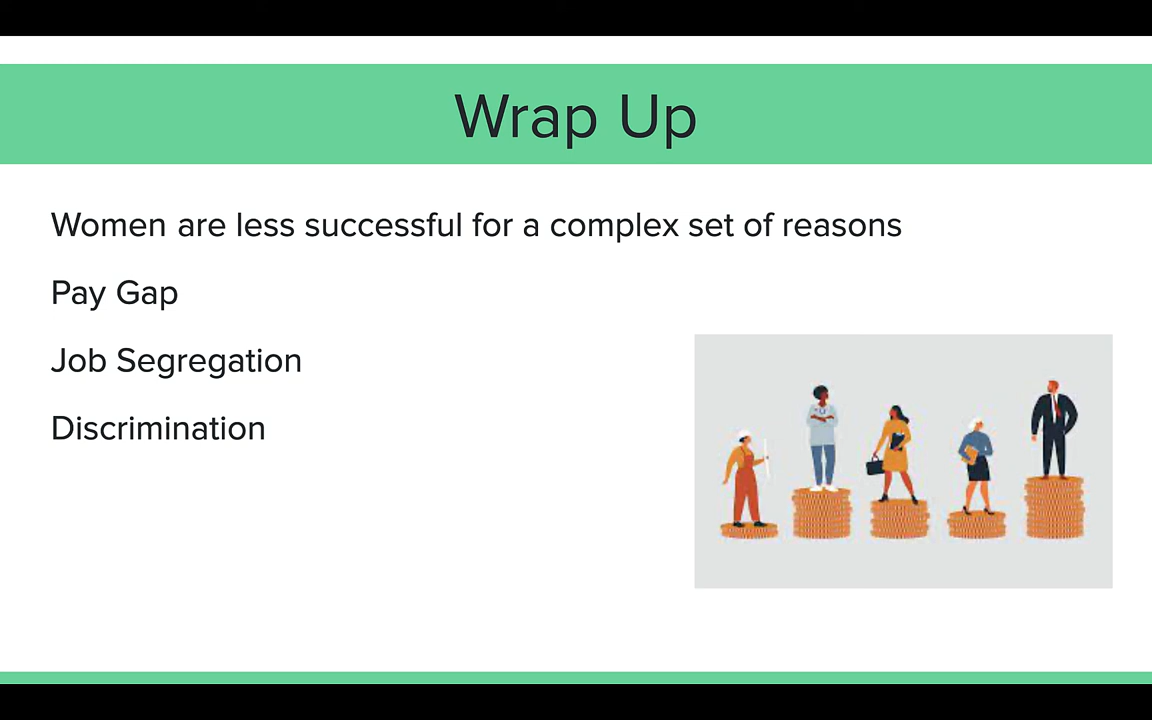 Wrap Up
Women are less successful for a complex set of reasons
Pay Gap
Job Segregation
Discrimination